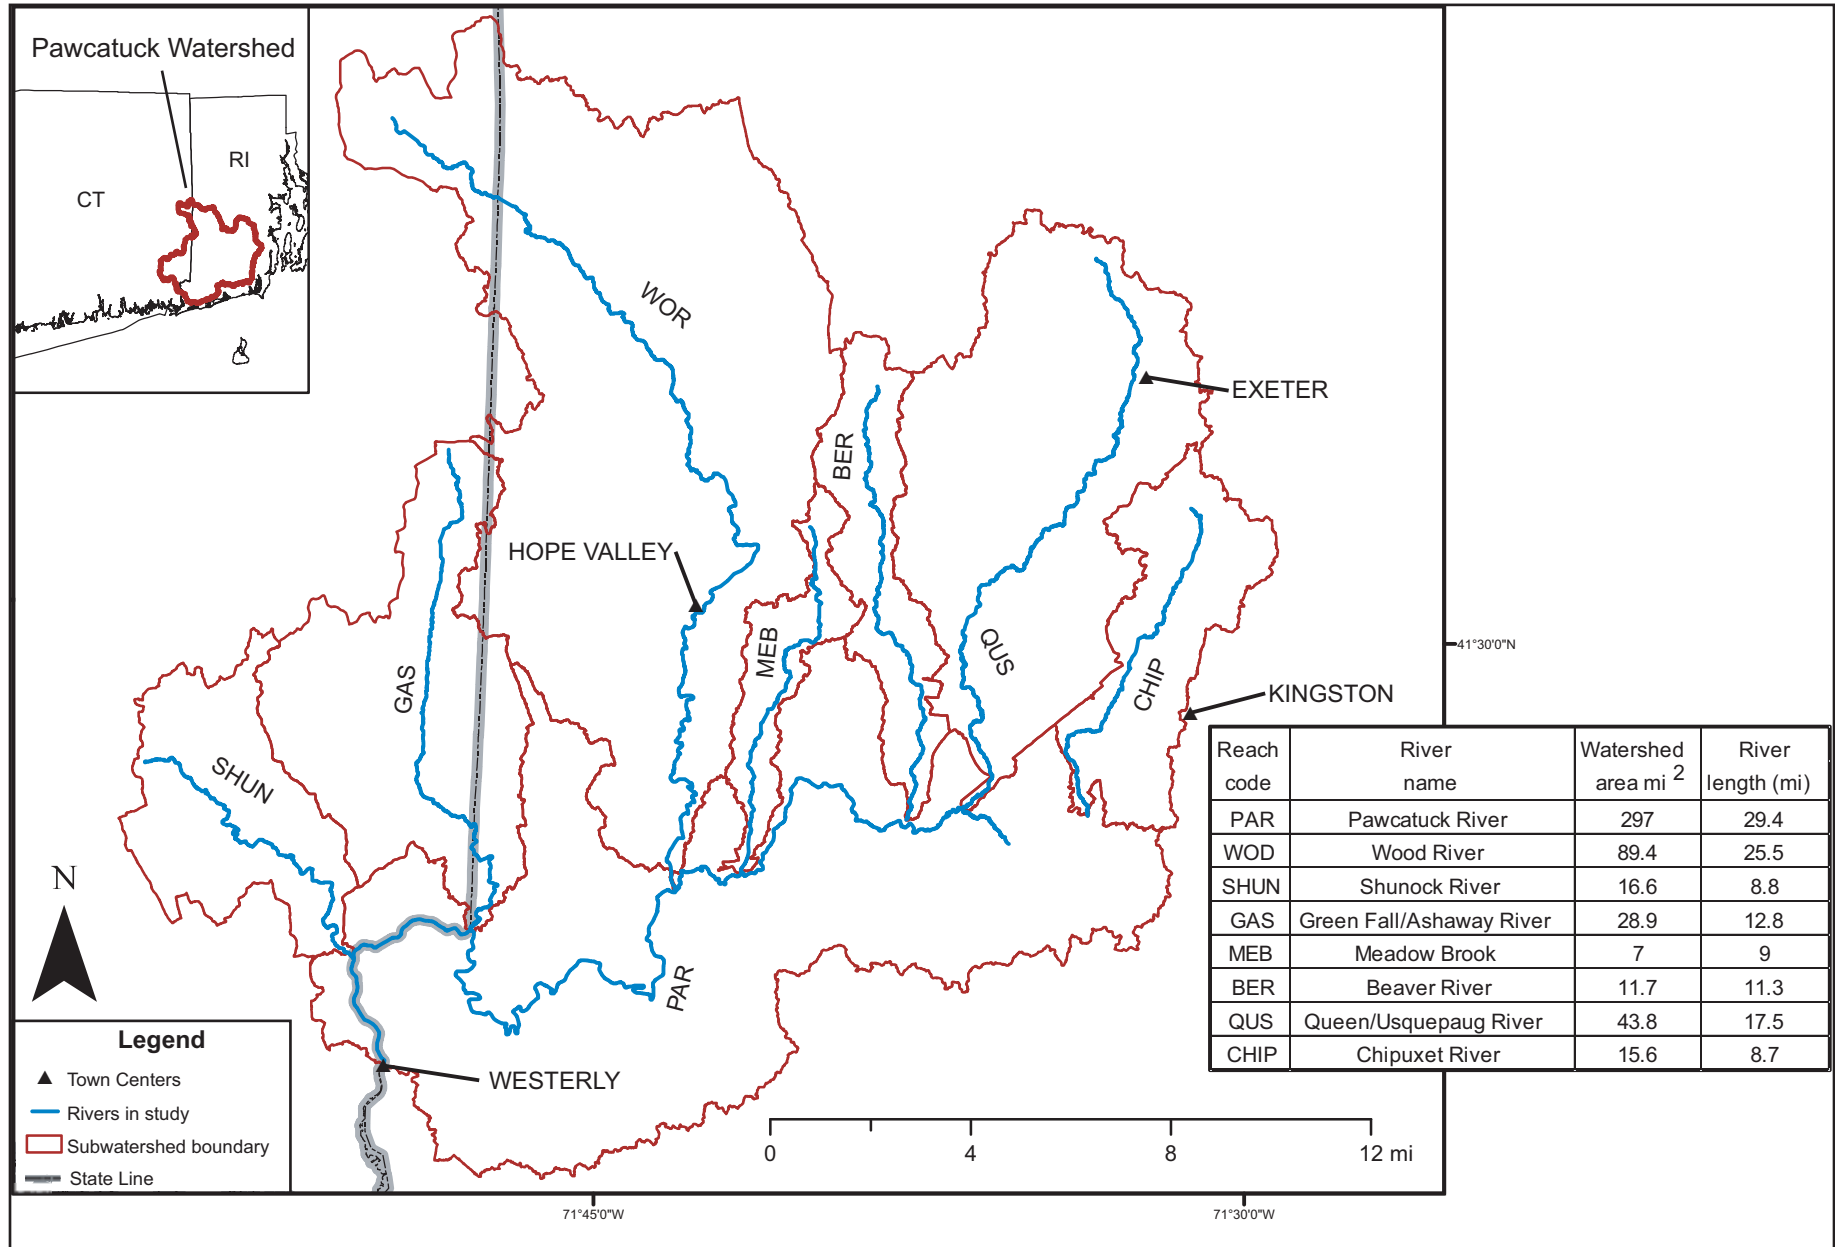 Pawcatuck Watershed
CT
RI
WOR
BER
EXETER
HOPE VALLEY
MEB
QUS
CHIP
GAS
KINGSTON
SHUN
PAR
WESTERLY
N
41°30'0"N
Reach code River name Watershed area mi 2 River length (mi)
PAR Pawcatuck River 297 29.4
WOD Wood River 89.4 25.5
SHUN Shunock River 16.6 8.8
GAS Green Fall/Ashaway River 28.9 12.8
MEB Meadow Brook 7 9
BER Beaver River 11.7 11.3
QUS Queen/Usquepaug River 43.8 17.5
CHIP Chipuxet River 15.6 8.7
Legend
Town Centers
Rivers in study
Subwatershed boundary
State Line
0 4 8 12 mi
71°45'0"W
71°30'0"W